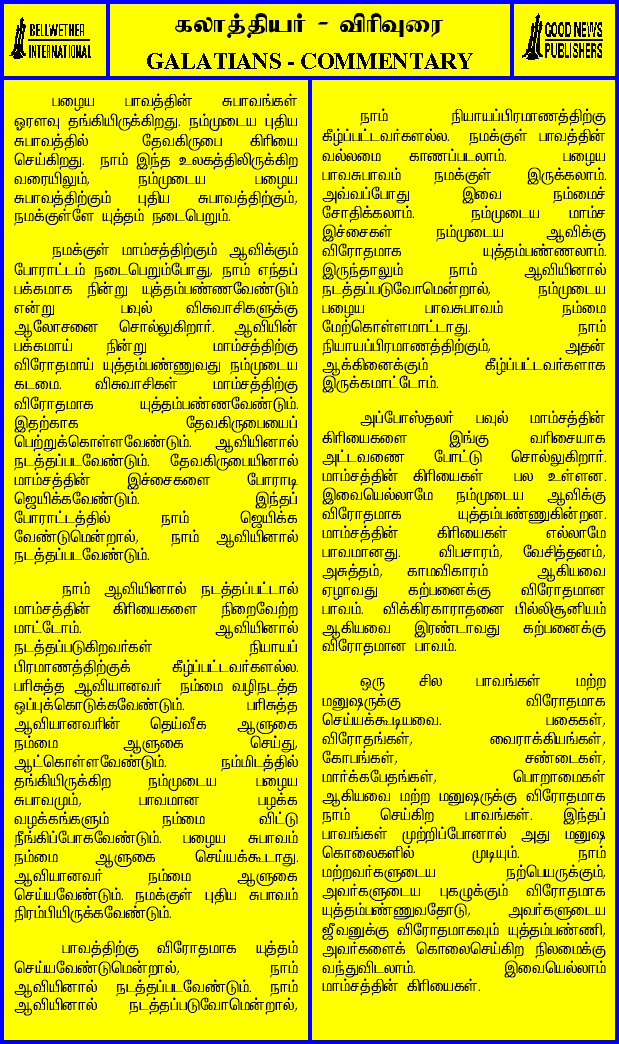 BELLWETHER
INTERNATIONAL
கலாத்தியர் - விரிவுரை
GALATIANS - COMMENTARY
GOOD NEWS
PUBLISHERS
பழைய பாவத்தின் சுபாவங்கள்
ஓரளவு தங்கியிருக்கிறது. நம்முடைய புதிய
சுபாவத்தில் தேவகிருபை கிரியை
செய்கிறது. நாம் இந்த உலகத்திலிருக்கிற
வரையிலும், நம்முடைய பழைய
சுபாவத்திற்கும் புதிய சுபாவத்திற்கும்,
நமக்குள்ளே யுத்தம் நடைபெறும்.
நமக்குள் மாம்சத்திற்கும் ஆவிக்கும்
போராட்டம் நடைபெறும்போது, நாம் எந்தப்
பக்கமாக நின்று யுத்தம்பண்ணவேண்டும்
என்று பவுல் விசுவாசிகளுக்கு
ஆலோசனை சொல்லுகிறார். ஆவியின்
பக்கமாய் நின்று மாம்சத்திற்கு
விரோதமாய் யுத்தம்பண்ணுவது நம்முடைய
கடமை. விசுவாசிகள் மாம்சத்திற்கு
விரோதமாக யுத்தம்பண்ணவேண்டும்.
இதற்காக தேவகிருபையைப்
பெற்றுக்கொள்ளவேண்டும். ஆவியினால்
நடத்தப்படவேண்டும். தேவகிருபையினால்
மாம்சத்தின் இச்சைகளை போராடி
ஜெயிக்கவேண்டும். இந்தப்
போராட்டத்தில் நாம் ஜெயிக்க
வேண்டுமென்றால், நாம் ஆவியினால்
நடத்தப்படவேண்டும்.
நாம் ஆவியினால் நடத்தப்பட்டால்
மாம்சத்தின் கிரியைகளை நிறைவேற்ற
மாட்டோம். ஆவியினால்
நடத்தப்படுகிறவர்கள் நியாயப்
பிரமாணத்திற்குக் கீழ்ப்பட்டவர்களல்ல.
பரிசுத்த ஆவியானவர் நம்மை வழிநடத்த
ஒப்புக்கொடுக்கவேண்டும். பரிசுத்த
ஆவியானவரின் தெய்வீக ஆளுகை
நம்மை ஆளுகை செய்து,
ஆட்கொள்ளவேண்டும். நம்மிடத்தில்
தங்கியிருக்கிற நம்முடைய பழைய
சுபாவமும், பாவமான பழக்க
வழக்கங்களும் நம்மை விட்டு
நீங்கிப்போகவேண்டும். பழைய சுபாவம்
நம்மை ஆளுகை செய்யக்கூடாது.
ஆவியானவர் நம்மை ஆளுகை
செய்யவேண்டும். நமக்குள் புதிய சுபாவம்
நிரம்பியிருக்கவேண்டும்.
பாவத்திற்கு விரோதமாக யுத்தம்
செய்யவேண்டுமென்றால், நாம்
ஆவியினால் நடத்தப்படவேண்டும். நாம்
ஆவியினால் நடத்தப்படுவோமென்றால்,
நாம் நியாயப்பிரமாணத்திற்கு
கீழ்ப்பட்டவர்களல்ல. நமக்குள் பாவத்தின்
வல்லமை காணப்படலாம். பழைய
பாவசுபாவம் நமக்குள் இருக்கலாம்.
அவ்வப்போது இவை நம்மைச்
சோதிக்கலாம். நம்முடைய மாம்ச
இச்சைகள் நம்முடைய ஆவிக்கு
விரோதமாக யுத்தம்பண்ணலாம்.
இருந்தாலும் நாம் ஆவியினால்
நடத்தப்படுவோமென்றால், நம்முடைய
பழைய பாவசுபாவம் நம்மை
மேற்கொள்ளமாட்டாது. நாம்
நியாயப்பிரமாணத்திற்கும், அதன்
ஆக்கினைக்கும் கீழ்ப்பட்டவர்களாக
இருக்கமாட்டோம்.
அப்போஸ்தலர் பவுல் மாம்சத்தின்
கிரியைகளை இங்கு வரிசையாக
அட்டவணை போட்டு சொல்லுகிறார்.
மாம்சத்தின் கிரியைகள் பல உள்ளன.
இவையெல்லாமே நம்முடைய ஆவிக்கு
விரோதமாக யுத்தம்பண்ணுகின்றன.
மாம்சத்தின் கிரியைகள் எல்லாமே
பாவமானது. விபசாரம், வேசித்தனம்,
அசுத்தம், காமவிகாரம் ஆகியவை
ஏழாவது கற்பனைக்கு விரோதமான
பாவம். விக்கிரகாராதனை பில்லிசூனியம்
ஆகியவை இரண்டாவது கற்பனைக்கு
விரோதமான பாவம்.
ஒரு சில பாவங்கள் மற்ற
மனுஷருக்கு விரோதமாக
செய்யக்கூடியவை. பகைகள்,
விரோதங்கள், வைராக்கியங்கள்,
கோபங்கள், சண்டைகள்,
மார்க்கபேதங்கள், பொறாமைகள்
ஆகியவை மற்ற மனுஷருக்கு விரோதமாக
நாம் செய்கிற பாவங்கள். இந்தப்
பாவங்கள் முற்றிப்போனால் அது மனுஷ
கொலைகளில் முடியும். நாம்
மற்றவர்களுடைய நற்பெயருக்கும்,
அவர்களுடைய புகழுக்கும் விரோதமாக
யுத்தம்பண்ணுவதோடு, அவர்களுடைய
ஜீவனுக்கு விரோதமாகவும் யுத்தம்பண்ணி,
அவர்களைக் கொலைசெய்கிற நிலமைக்கு
வந்துவிடலாம். இவையெல்லாம்
மாம்சத்தின் கிரியைகள்.